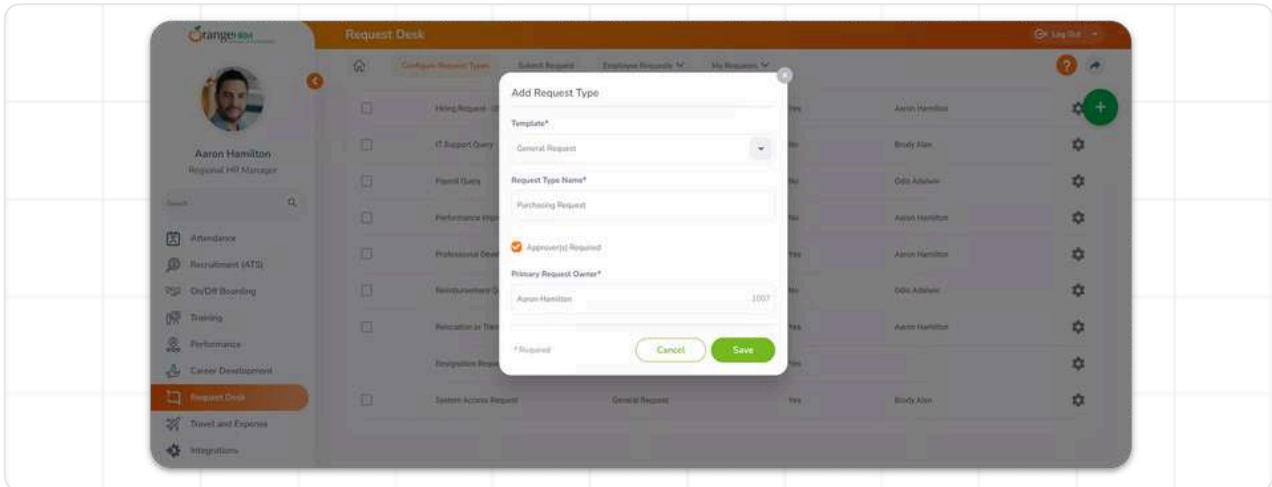 OrangeHRM
Request Desk
Log Out
Configure Request Types
Submit Request
Employee Requests
My Requests
?
Aaron Hamilton
Regional HR Manager
Search
Attendance
Recruitment (ATS)
On/Off Boarding
Training
Performance
Career Development
Request Desk
Travel and Expense
Integrations
Hiring Request
Yes
Aaron Hamilton
+
IT Support Query
No
Brody Alan
Payroll Query
No
Odis Adalwin
Performance
No
Aaron Hamilton
Professional
Yes
Aaron Hamilton
Reimbursement
No
Odis Adalwin
Relocation or
Yes
Aaron Hamilton
Yes
System Access Request
General Request
Yes
Brody Alan
Add Request Type
Template*
General Request
Request Type Name*
Purchasing Request
Approver(s) Required
Primary Request Owner*
Aaron Hamilton
1007
* Required
Cancel
Save